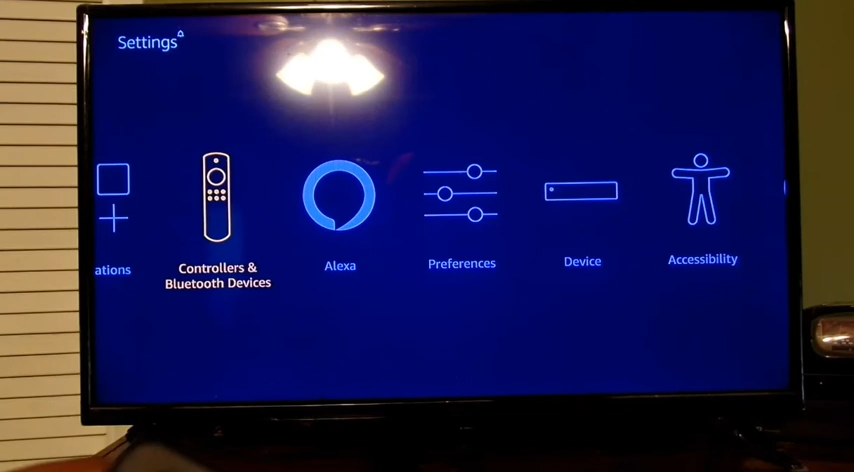 Settings
ations
Controllers &
Bluetooth Devices
Alexa
Preferences
Device
Accessibility